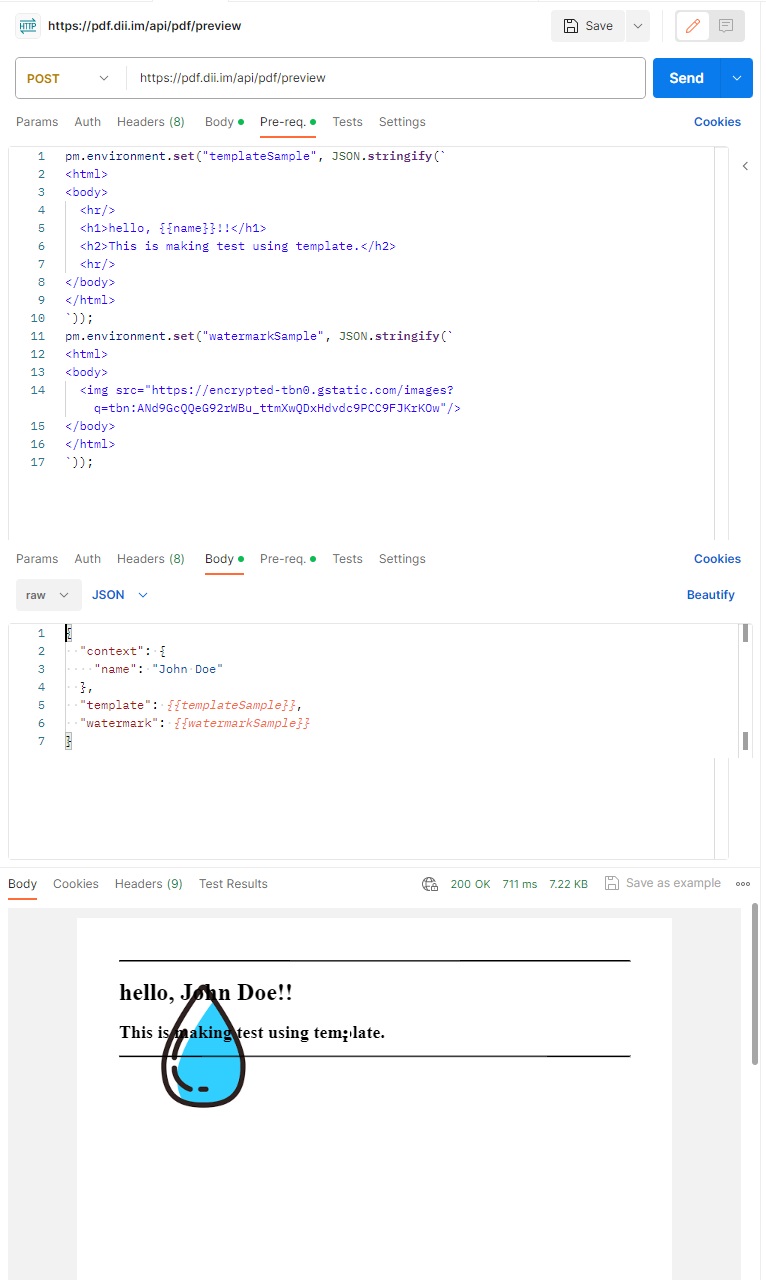 HTTP https://pdf.dii.im/api/pdf/preview Save
POST https://pdf.dii.im/api/pdf/preview Send
Params Auth Headers (8) Body Pre-req. Tests Settings Cookies
1 pm.environment.set("templateSample", JSON.stringify(`
2 <html>
3 <body>
4 <hr/>
5 <h1>hello, {{name}}!!</h1>
6 <h2>This is making test using template.</h2>
7 <hr/>
8 </body>
9 </html>
10 `));
11 pm.environment.set("watermarkSample", JSON.stringify(`
12 <html>
13 <body>
14 <img src="https://encrypted-tbn0.gstatic.com/images?
q=tbn:ANd9GcQQeG92rWBu_ttmXwQDxHdvdc9PCC9FJKrKOw"/>
15 </body>
16 </html>
17 `));
Params Auth Headers (8) Body Pre-req. Tests Settings Cookies
raw JSON Beautify
1 {
2 "context": {
3 "name": "John Doe"
4 },
5 "template": {{templateSample}},
6 "watermark": {{watermarkSample}}
7 }
Body Cookies Headers (9) Test Results 200 OK 711 ms 7.22 KB Save as example
hello, John Doe!!
This is making test using template.